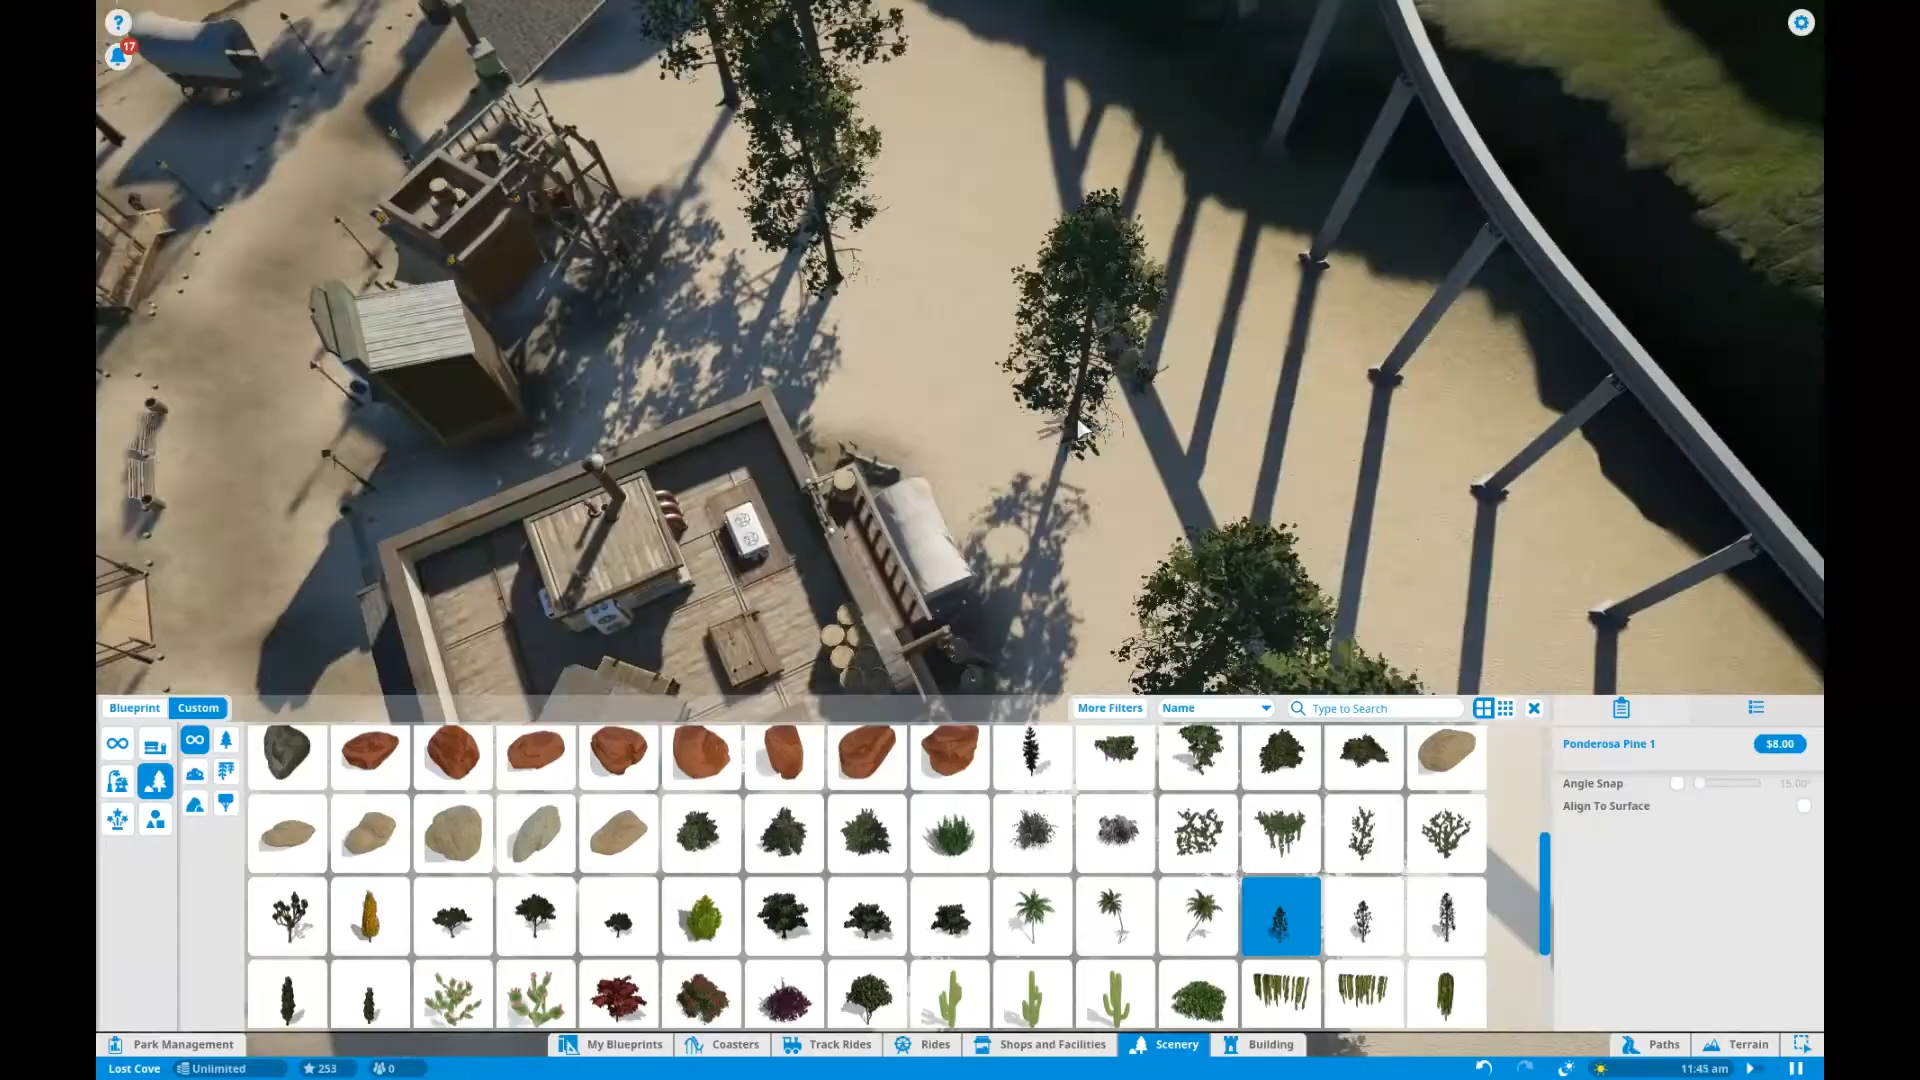 ?
17
Blueprint
Custom
More Filters
Name
Type to Search
Ponderosa Pine 1
$8.00
Angle Snap
15.00°
Align To Surface
Park Management
My Blueprints
Coasters
Track Rides
Rides
Shops and Facilities
Scenery
Building
Paths
Terrain
Lost Cove
Unlimited
253
0
11:45 am